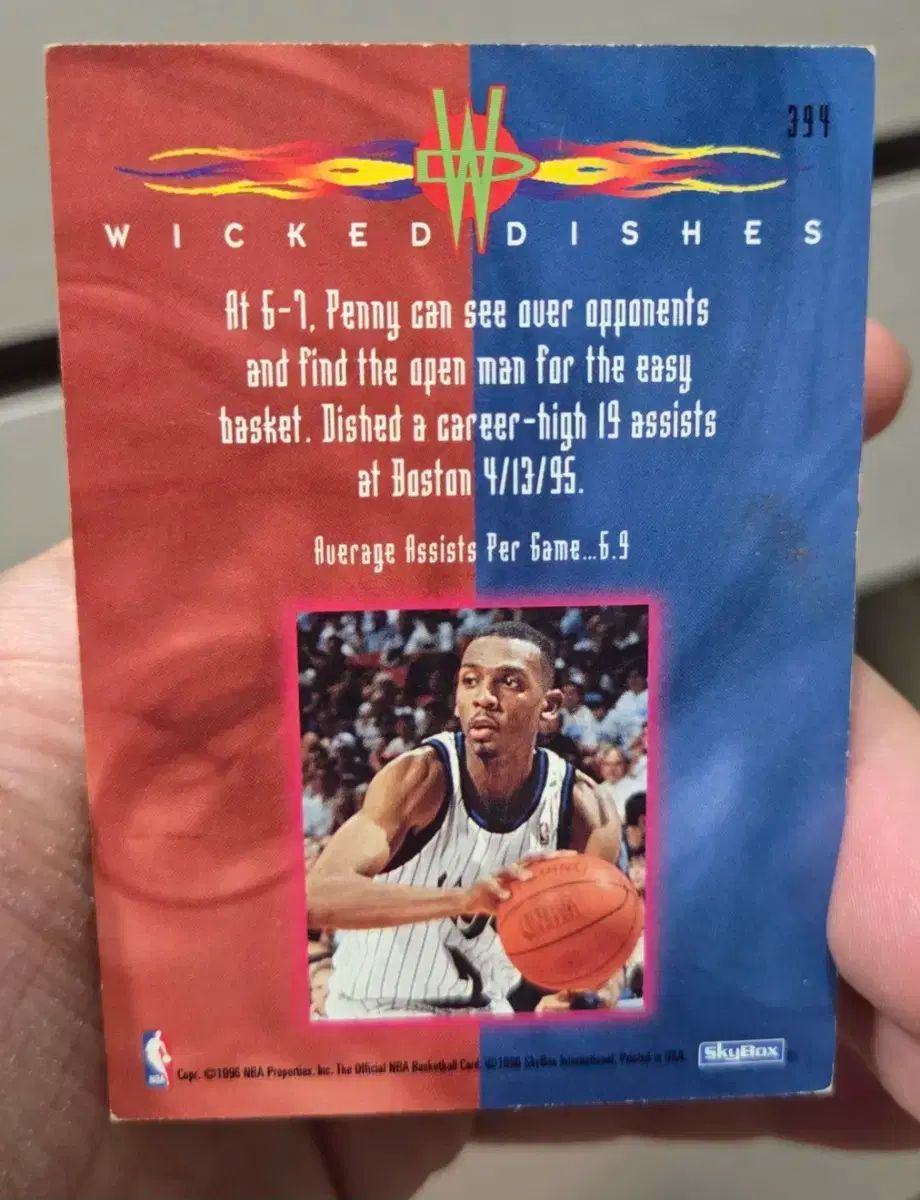 394
WD
WICKED DISHES
At 6-7, Penny can see over opponents
and find the open man for the easy
basket. Dished a career-high 19 assists
at Boston 4/13/95.
Average Assists Per Game...6.9
NBA
Copr. ©1996 NBA Properties, Inc. The Official NBA Basketball Card. ©1996 SkyBox International. Printed in USA.
SkyBox